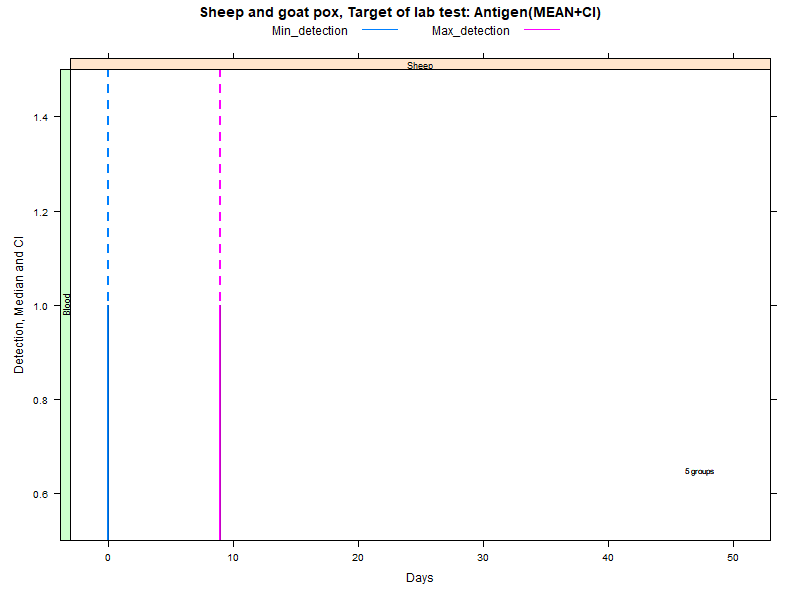 Sheep and goat pox, Target of lab test: Antigen(MEAN+CI)
Min_detection Max_detection
Sheep
Detection, Median and CI
Blood
1.4
1.2
1.0
0.8
0.6
5 groups
0 10 20 30 40 50
Days